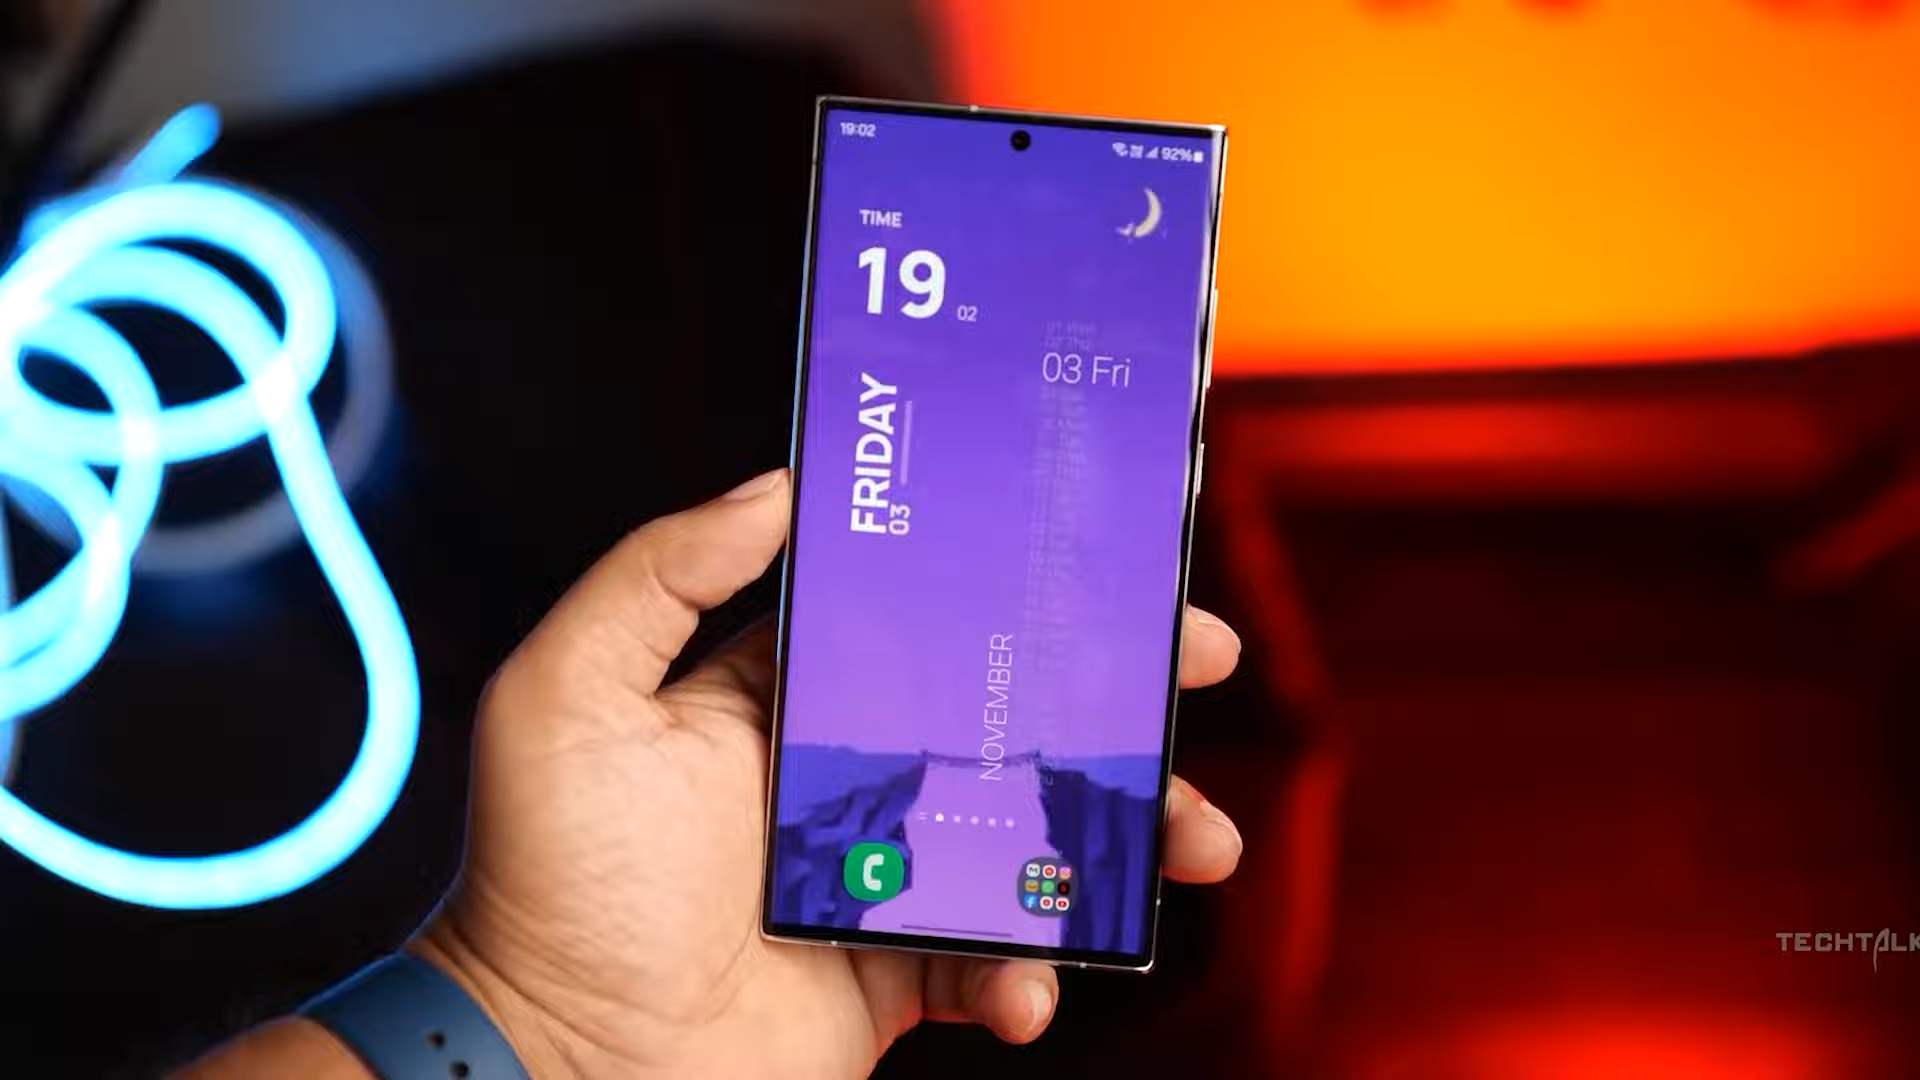 19:02
92%
TIME
19
02
03 Fri
FRIDAY
03
NOVEMBER
TECHTALK